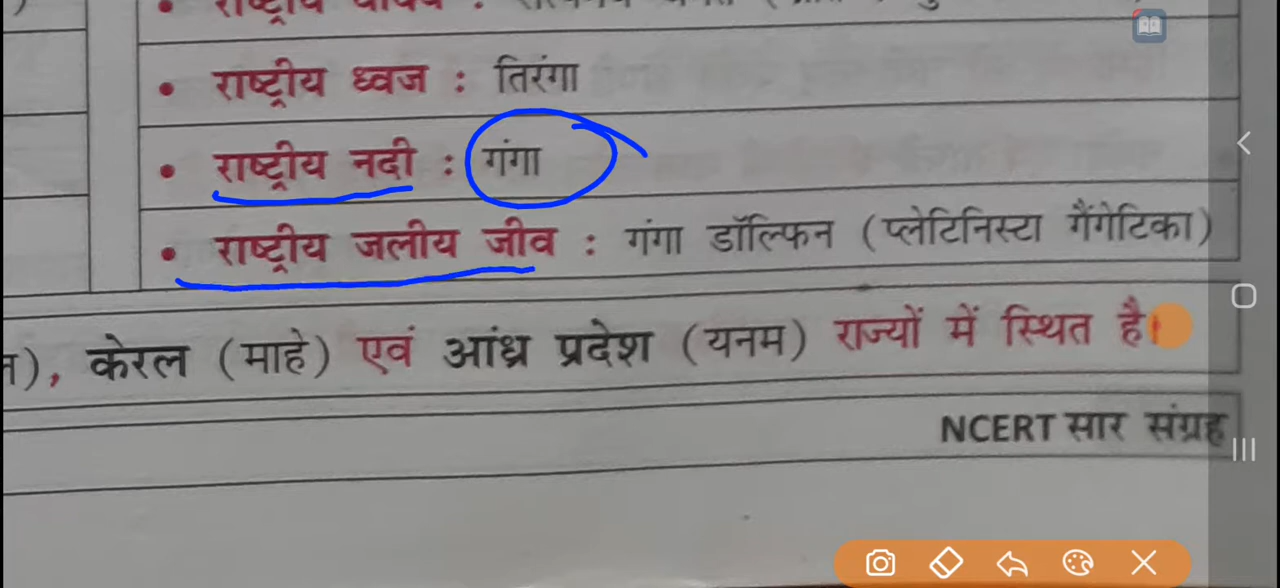 • राष्ट्रीय ध्वज : तिरंगा
• राष्ट्रीय नदी : गंगा
• राष्ट्रीय जलीय जीव : गंगा डॉल्फिन (प्लेटिनिस्टा गैंगेटिका)
), केरल (माहे) एवं आंध्र प्रदेश (यनम) राज्यों में स्थित है।
NCERT सार संग्रह